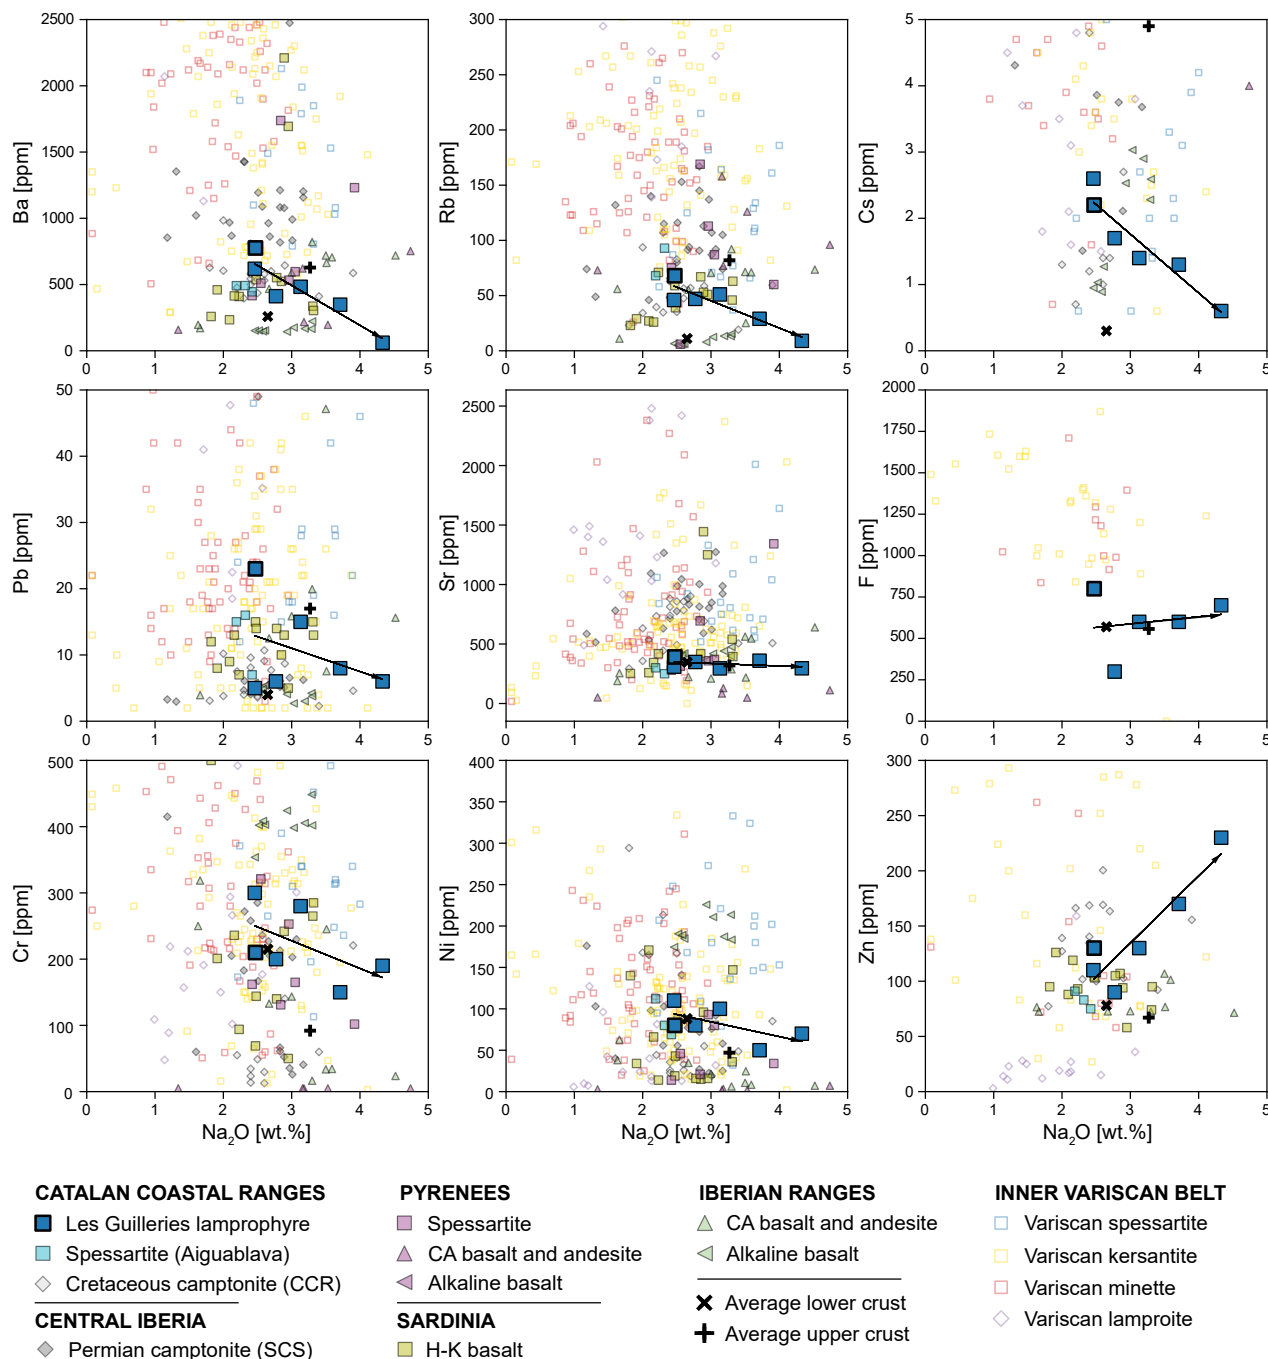 2500
2000
1500
1000
500
0
Ba [ppm]
0 1 2 3 4 5
300
250
200
150
100
50
0
Rb [ppm]
0 1 2 3 4 5
5
4
3
2
1
0
Cs [ppm]
0 1 2 3 4 5
50
40
30
20
10
0
Pb [ppm]
0 1 2 3 4 5
2500
2000
1500
1000
500
0
Sr [ppm]
0 1 2 3 4 5
2000
1750
1500
1250
1000
750
500
250
0
F [ppm]
0 1 2 3 4 5
500
400
300
200
100
0
Cr [ppm]
0 1 2 3 4 5
Na₂O [wt.%]
400
350
300
250
200
150
100
50
0
Ni [ppm]
0 1 2 3 4 5
Na₂O [wt.%]
300
250
200
150
100
50
0
Zn [ppm]
0 1 2 3 4 5
Na₂O [wt.%]
CATALAN COASTAL RANGES
Les Guilleries lamprophyre
Spessartite (Aiguablava)
Cretaceous camptonite (CCR)
CENTRAL IBERIA
Permian camptonite (SCS)
PYRENEES
Spessartite
CA basalt and andesite
Alkaline basalt
SARDINIA
H-K basalt
IBERIAN RANGES
CA basalt and andesite
Alkaline basalt
Average lower crust
Average upper crust
INNER VARISCAN BELT
Variscan spessartite
Variscan kersantite
Variscan minette
Variscan lamproite